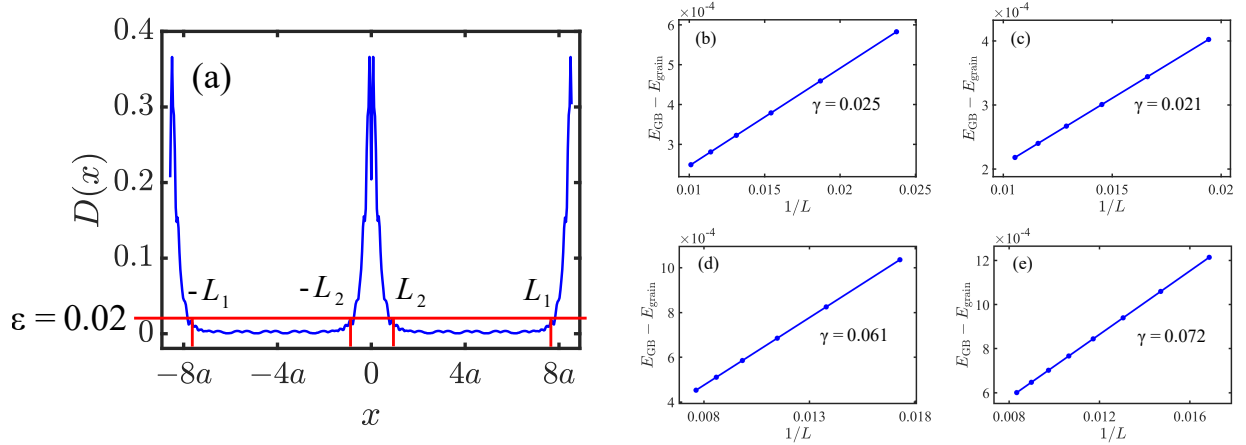 (a)
0.4
0.3
0.2
0.1
0
D(x)
-L₁
-L₂
L₂
L₁
ε = 0.02
−8a
−4a
0
4a
8a
x
×10⁻⁴
(b)
6
5
4
3
E_GB − E_grain
γ = 0.025
0.01
0.015
0.02
0.025
1/L
×10⁻⁴
(c)
4
3
2
E_GB − E_grain
γ = 0.021
0.01
0.015
0.02
1/L
×10⁻⁴
(d)
10
8
6
4
E_GB − E_grain
γ = 0.061
0.008
0.013
0.018
1/L
×10⁻⁴
(e)
12
10
8
6
E_GB − E_grain
γ = 0.072
0.008
0.012
0.016
1/L